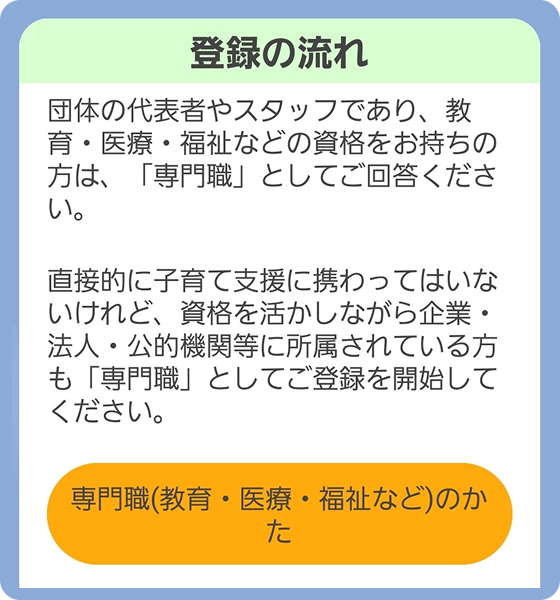 登録の流れ
団体の代表者やスタッフであり、教
育・医療・福祉などの資格をお持ちの
方は、「専門職」としてご回答くださ
い。
直接的に子育て支援に携わってはいな
いけれど、資格を活かしながら企業・
法人・公的機関等に所属されている方
も「専門職」としてご登録を開始して
ください。
専門職(教育・医療・福祉など)のか
た